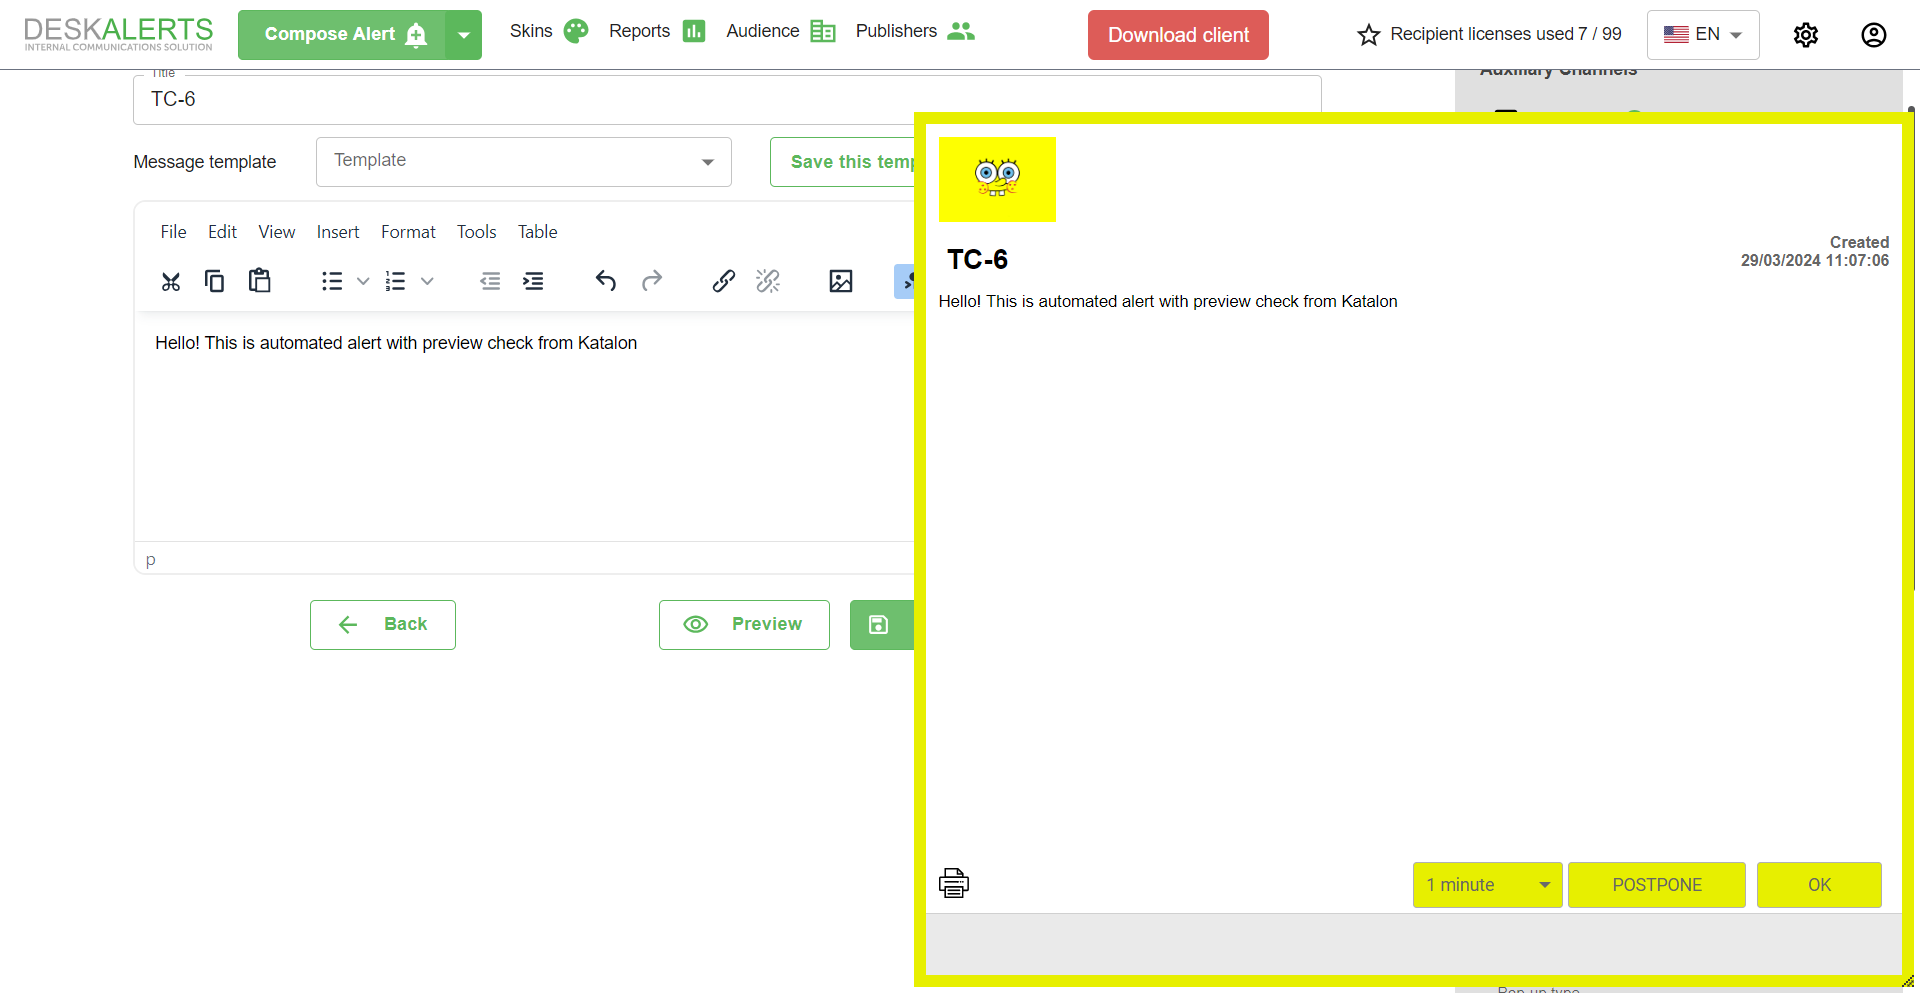 DESKALERTS
INTERNAL COMMUNICATIONS SOLUTION
Compose Alert
Skins
Reports
Audience
Publishers
Download client
Recipient licenses used 7 / 99
EN
Title
TC-6
Auxiliary Channels
Message template
Template
Save this temp
File Edit View Insert Format Tools Table
Hello! This is automated alert with preview check from Katalon
p
Back
Preview
TC-6
Created
29/03/2024 11:07:06
Hello! This is automated alert with preview check from Katalon
1 minute
POSTPONE
OK
Pop-up type